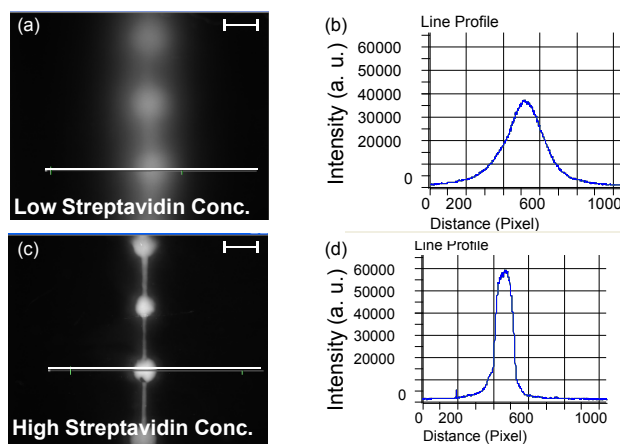 (a)
Low Streptavidin Conc.
(b)
Line Profile
Intensity (a. u.)
60000
50000
40000
30000
20000
0
0 200 600 1000
Distance (Pixel)
(c)
High Streptavidin Conc.
(d)
Line Profile
Intensity (a. u.)
60000
50000
40000
30000
20000
0
0 200 400 600 1000
Distance (Pixel)